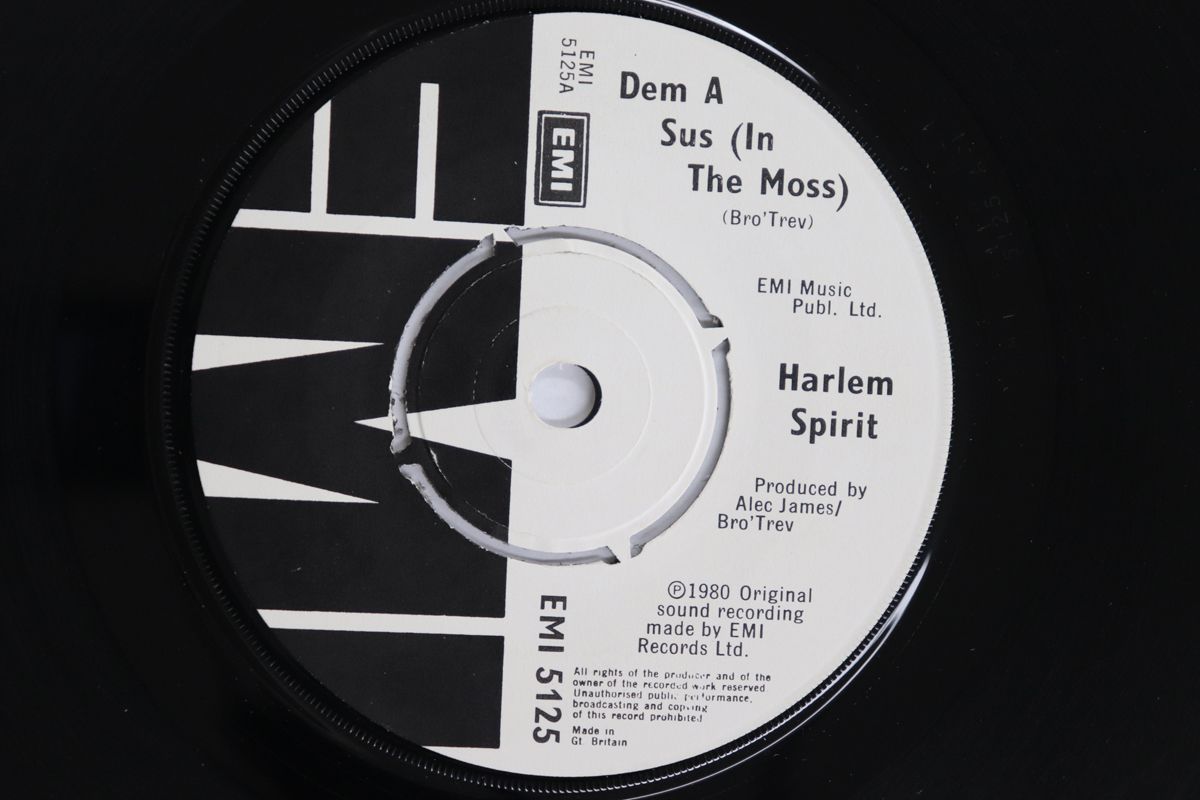 EMI
5125A
EMI
Dem A
Sus (In
The Moss)
(Bro'Trev)
EMI Music
Publ. Ltd.
Harlem
Spirit
Produced by
Alec James/
Bro'Trev
℗1980 Original
sound recording
made by EMI
Records Ltd.
EMI 5125
All rights of the producer and of the
owner of the recorded work reserved
Unauthorised public performance,
broadcasting and copying
of this record prohibited
Made in
Gt. Britain
EMI